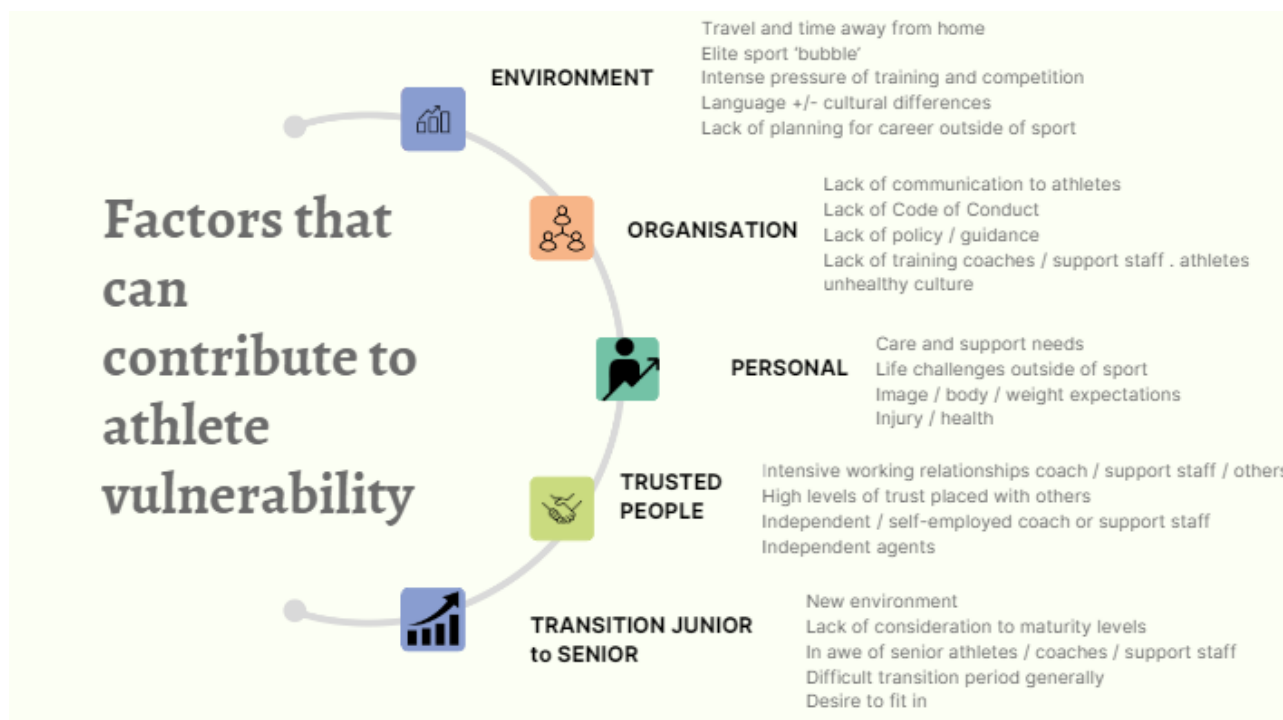 Factors that
can
contribute to
athlete
vulnerability
ENVIRONMENT
Travel and time away from home
Elite sport ‘bubble’
Intense pressure of training and competition
Language +/- cultural differences
Lack of planning for career outside of sport
ORGANISATION
Lack of communication to athletes
Lack of Code of Conduct
Lack of policy / guidance
Lack of training coaches / support staff . athletes
unhealthy culture
PERSONAL
Care and support needs
Life challenges outside of sport
Image / body / weight expectations
Injury / health
TRUSTED
PEOPLE
Intensive working relationships coach / support staff / others
High levels of trust placed with others
Independent / self-employed coach or support staff
Independent agents
TRANSITION JUNIOR
to SENIOR
New environment
Lack of consideration to maturity levels
In awe of senior athletes / coaches / support staff
Difficult transition period generally
Desire to fit in